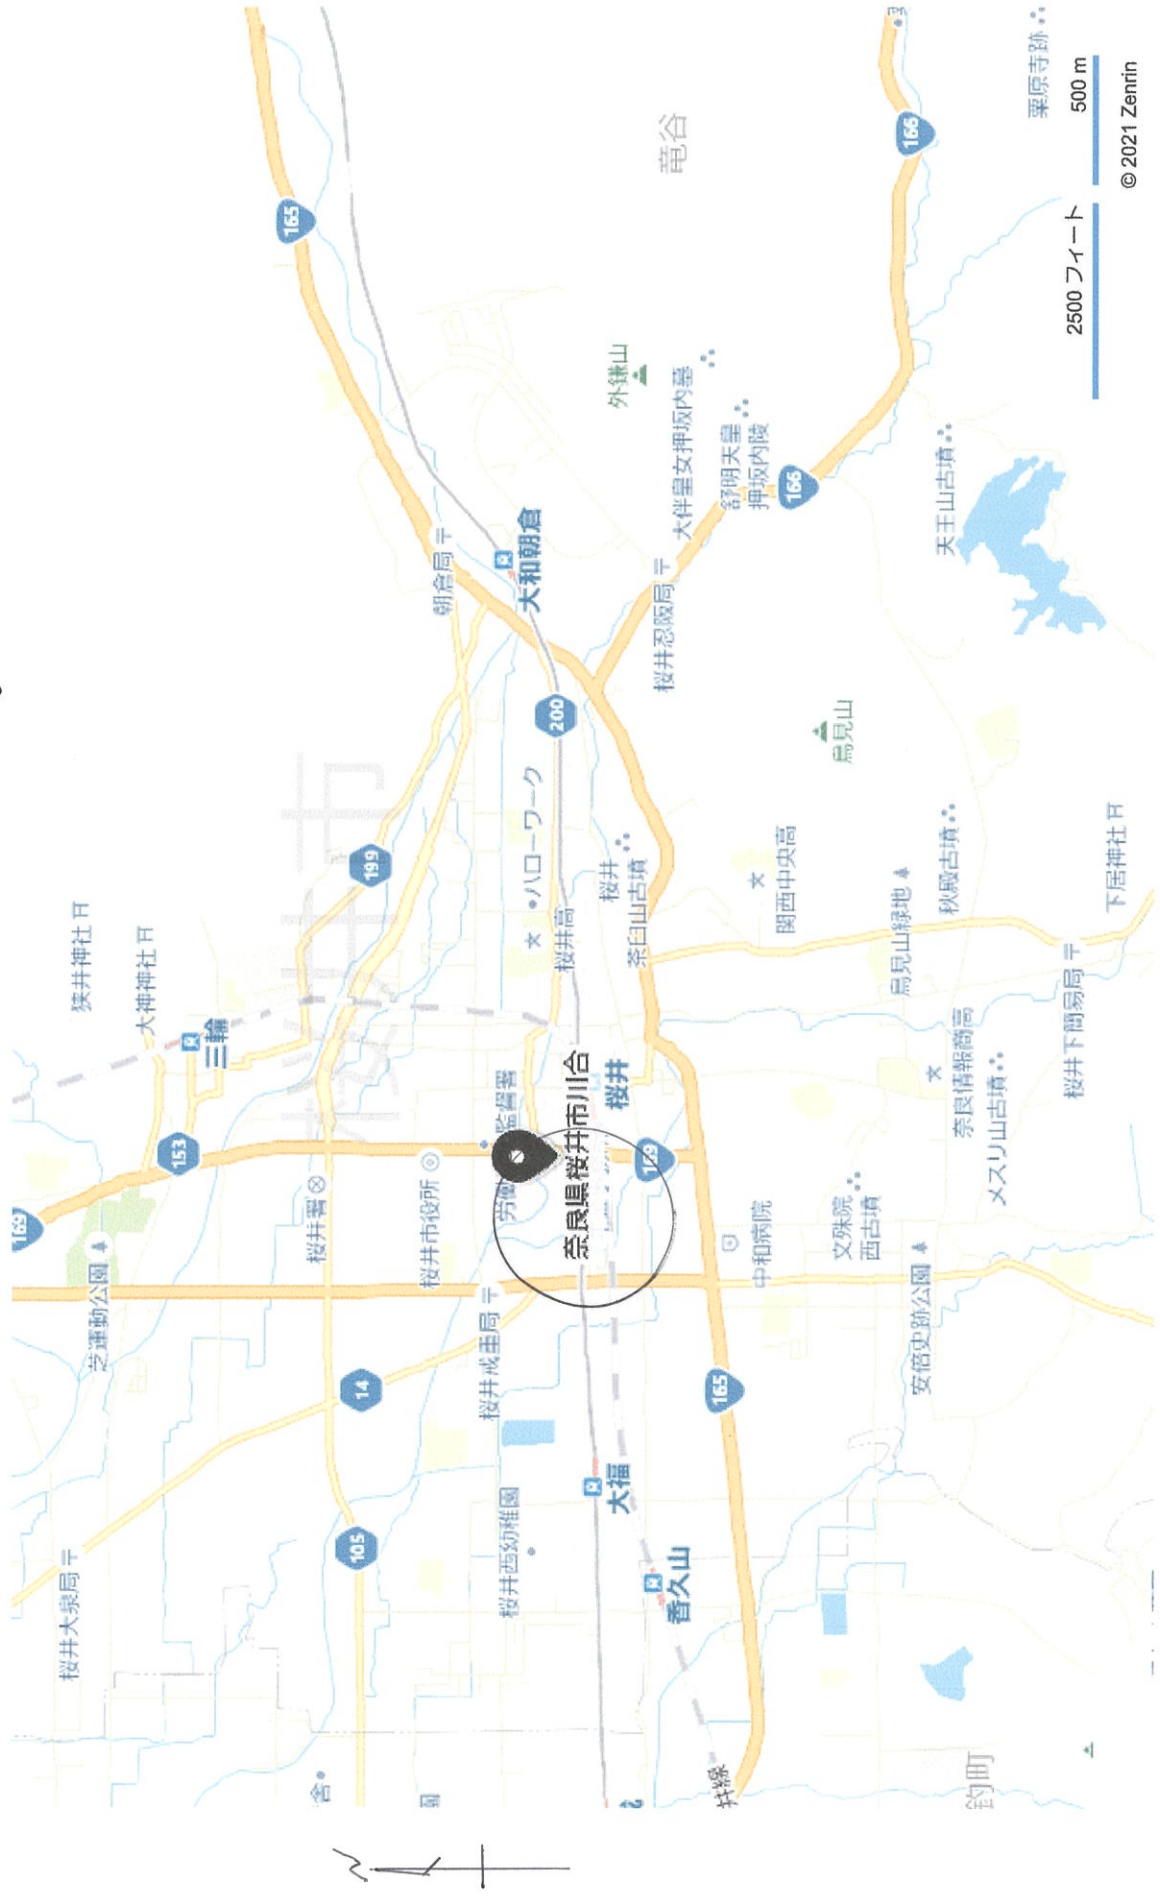 169
桜井大泉局
狭井神社
芝運動公園
大神神社
153
三輪
165
桜井署
199
105
14
桜井市
桜井市役所
朝倉局
桜井戒重局
桜井西幼稚園
労働
監督署
大和朝倉
ハローワーク
200
桜井高
奈良県桜井市川合
大福
桜井
桜井
茶臼山古墳
外鎌山
169
桜井忍阪局
竜谷
香久山
大伴皇女押坂内墓
165
舒明天皇
押坂内陵
166
中和病院
関西中央高
文殊院
西古墳
鳥見山
166
安倍史跡公園
鳥見山緑地
秋殿古墳
天王山古墳
奈良情報商高
メスリ山古墳
粟原寺跡
桜井下簡易局
下居神社
2500 フィート
500 m
© 2021 Zenrin
N